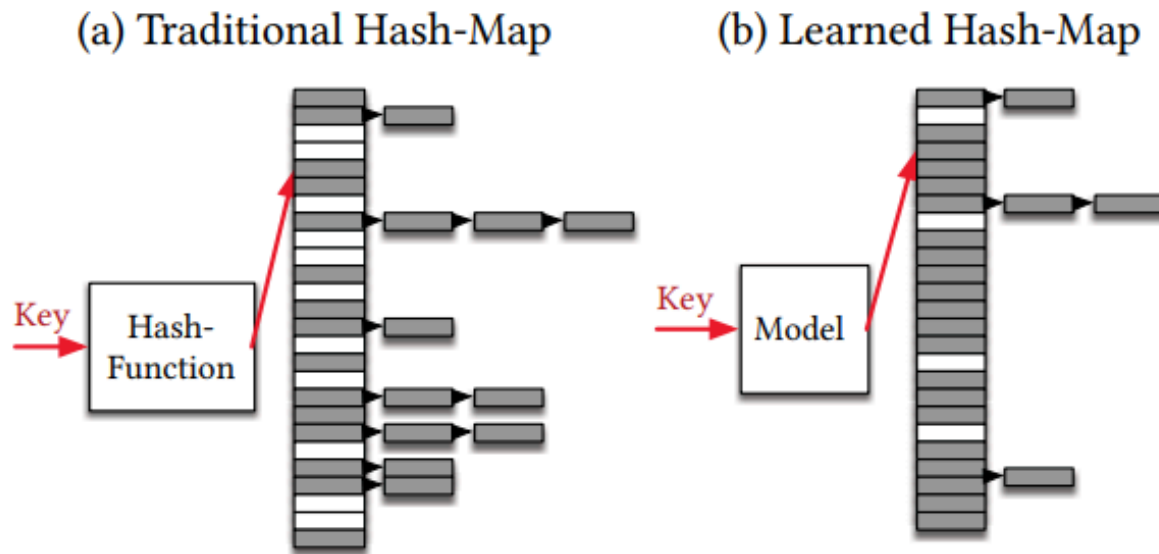 (a) Traditional Hash-Map
(b) Learned Hash-Map
Key
Hash-
Function
Key
Model